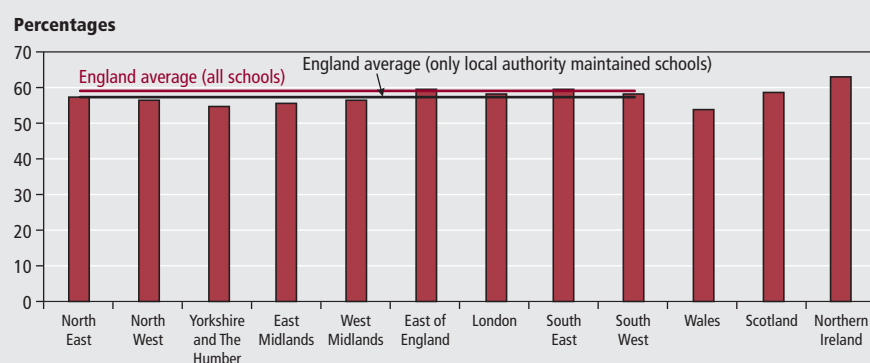 Percentages
70
60
50
40
30
20
10
0
England average (all schools)
England average (only local authority maintained schools)
North
East
North
West
Yorkshire
and The
Humber
East
Midlands
West
Midlands
East of
England
London
South
East
South
West
Wales
Scotland
Northern
Ireland